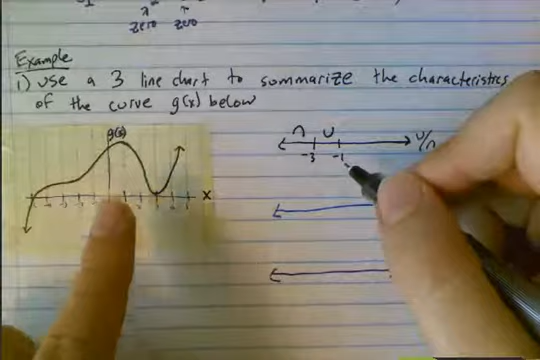 zero zero
Example
1) use a 3 line chart to summarize the characteristics
of the curve g(x) below
g(x)
∩ ∪
∪/∩
-3 -1
x